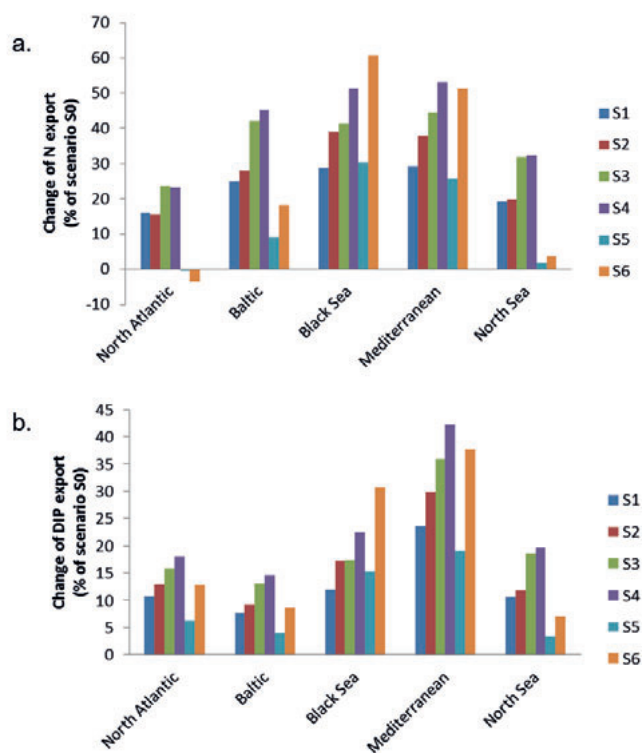 a.
Change of N export
(% of scenario S0)
70
60
50
40
30
20
10
0
-10
North Atlantic
Baltic
Black Sea
Mediterranean
North Sea
S1
S2
S3
S4
S5
S6
b.
Change of DIP export
(% of scenario S0)
45
40
35
30
25
20
15
10
5
0
North Atlantic
Baltic
Black Sea
Mediterranean
North Sea
S1
S2
S3
S4
S5
S6